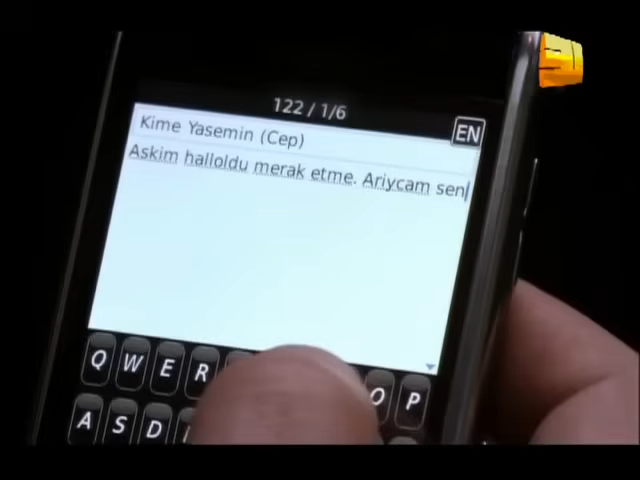 122 / 1/6
EN
Kime Yasemin (Cep)
Askim halloldu merak etme. Ariycam sen
Q W E R O P
A S D